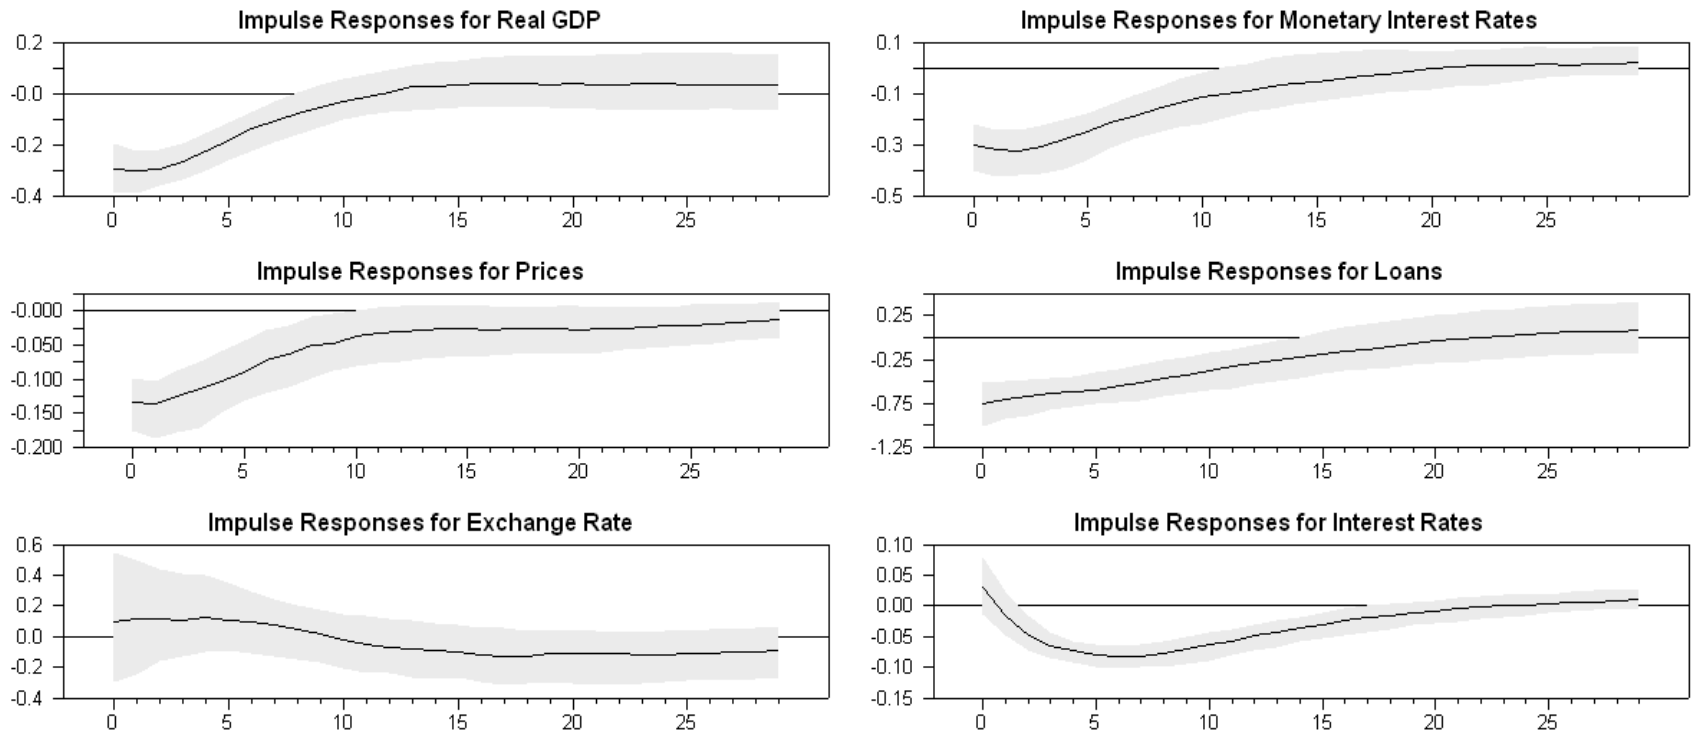 Impulse Responses for Real GDP
0.2
-0.0
-0.2
-0.4
0 5 10 15 20 25
Impulse Responses for Monetary Interest Rates
0.1
-0.1
-0.3
-0.5
0 5 10 15 20 25
Impulse Responses for Prices
-0.000
-0.050
-0.100
-0.150
-0.200
0 5 10 15 20 25
Impulse Responses for Loans
0.25
-0.25
-0.75
-1.25
0 5 10 15 20 25
Impulse Responses for Exchange Rate
0.6
0.4
0.2
0.0
-0.2
-0.4
0 5 10 15 20 25
Impulse Responses for Interest Rates
0.10
0.05
0.00
-0.05
-0.10
-0.15
0 5 10 15 20 25